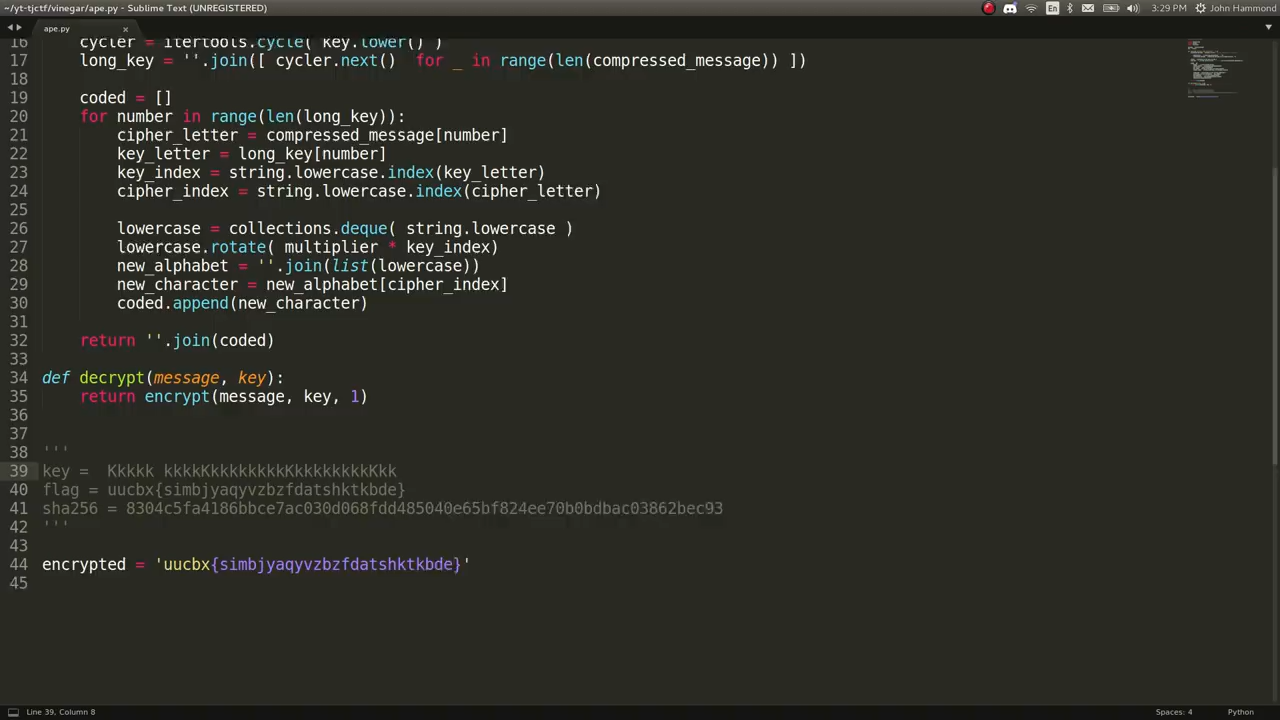 ~/yt-tjctf/vinegar/ape.py - Sublime Text (UNREGISTERED)
En
3:29 PM
John Hammond
ape.py
16 cycler = itertools.cycle( key.lower() )
17 long_key = ''.join([ cycler.next()  for _ in range(len(compressed_message)) ])
18
19 coded = []
20 for number in range(len(long_key)):
21 cipher_letter = compressed_message[number]
22 key_letter = long_key[number]
23 key_index = string.lowercase.index(key_letter)
24 cipher_index = string.lowercase.index(cipher_letter)
25
26 lowercase = collections.deque( string.lowercase )
27 lowercase.rotate( multiplier * key_index)
28 new_alphabet = ''.join(list(lowercase))
29 new_character = new_alphabet[cipher_index]
30 coded.append(new_character)
31
32 return ''.join(coded)
33
34 def decrypt(message, key):
35 return encrypt(message, key, 1)
36
37
38 '''
39 key =  Kkkkk kkkkKkkkkkkkkKkkkkkkkkKkk
40 flag = uucbx{simbjyaqyvzbzfdatshktkbde}
41 sha256 = 8304c5fa4186bbce7ac030d068fdd485040e65bf824ee70b0bdbac03862bec93
42 '''
43
44 encrypted = 'uucbx{simbjyaqyvzbzfdatshktkbde}'
45
Line 39, Column 8
Spaces: 4
Python